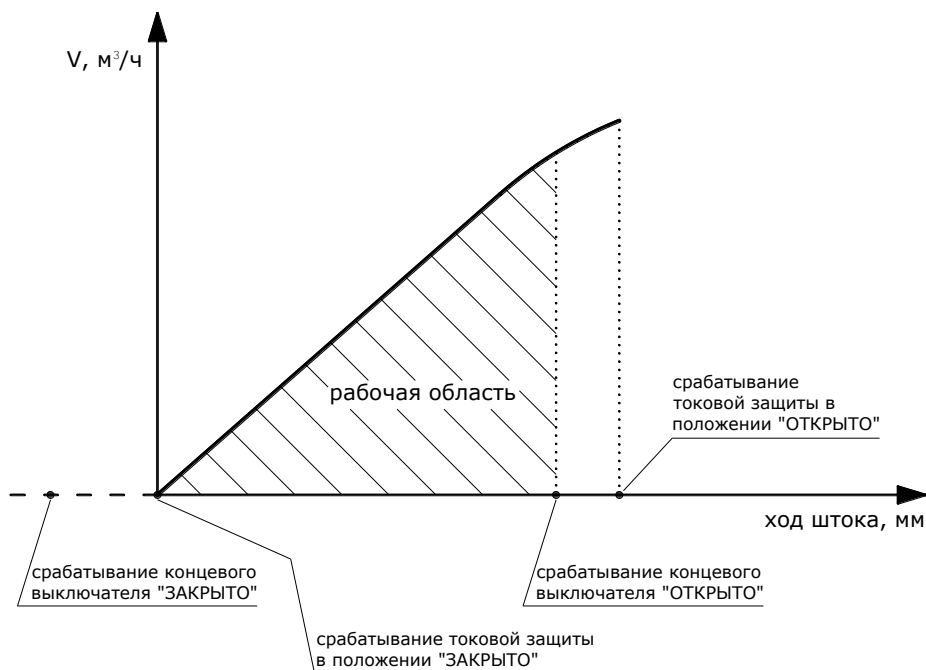 V, м³/ч
рабочая область
срабатывание
токовой защиты в
положении "ОТКРЫТО"
ход штока, мм
срабатывание концевого
выключателя "ЗАКРЫТО"
срабатывание концевого
выключателя "ОТКРЫТО"
срабатывание токовой защиты
в положении "ЗАКРЫТО"